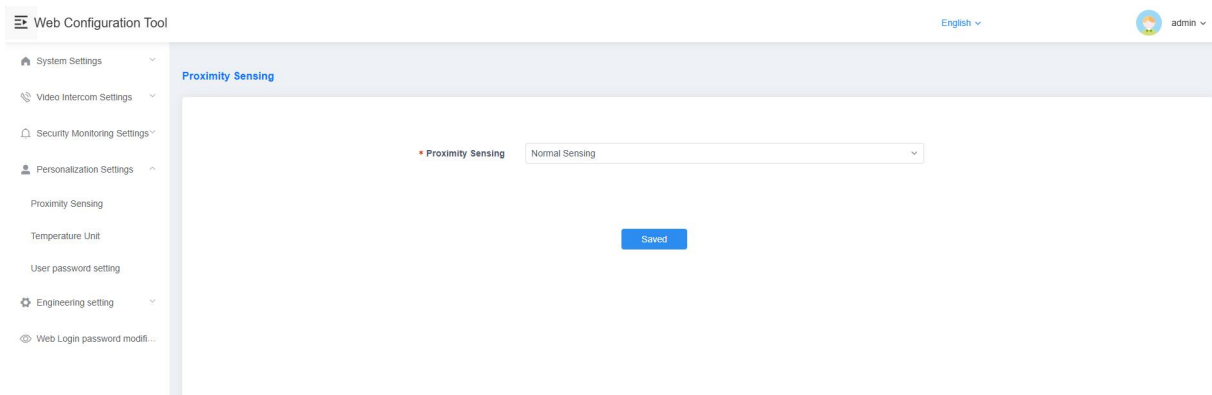 Web Configuration Tool
English
admin
System Settings
Video Intercom Settings
Security Monitoring Settings
Personalization Settings
Proximity Sensing
Temperature Unit
User password setting
Engineering setting
Web Login password modifi...
Proximity Sensing
* Proximity Sensing
Normal Sensing
Saved